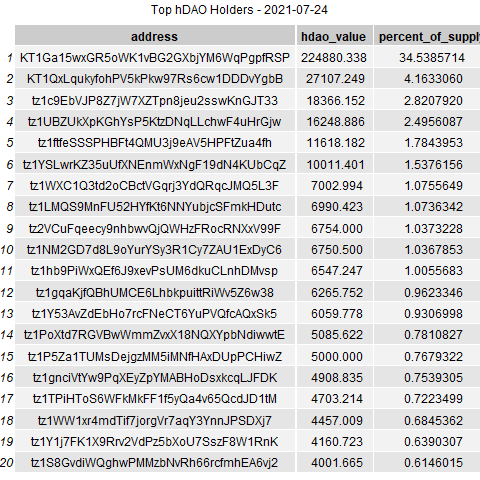 Top hDAO Holders - 2021-07-24
address hdao_value percent_of_supply
1 KT1Ga15wxGR5oWK1vBG2GXbjYM6WqPgpfRSP 224880.338 34.5385714
2 KT1QxLqukyfohPV5kPkw97Rs6cw1DDDvYgbB 27107.249 4.1633060
3 tz1c9EbVJP8Z7jW7XZTpn8jeu2sswKnGJT33 18366.152 2.8207920
4 tz1UBZUkXpKGhYsP5KtzDNqLLchwF4uHrGjw 16248.886 2.4956087
5 tz1ftfeSSSPHBFt4QMU3j9eAV5HPFtZua4fh 11618.182 1.7843953
6 tz1YSLwrKZ35uUfXNEnmWxNgF19dN4KUbCqZ 10011.401 1.5376156
7 tz1WXC1Q3td2oCBctVGqrj3YdQRqcJMQ5L3F 7002.994 1.0755649
8 tz1LMQS9MnFU52HYfKt6NNYubjcSFmkHDutc 6990.423 1.0736342
9 tz2VCuFqeecy9nhbwvQjQWHzFRocRNXxV99F 6754.000 1.0373228
10 tz1NM2GD7d8L9oYurYSy3R1Cy7ZAU1ExDyC6 6750.500 1.0367853
11 tz1hb9PiWxQEf6J9xevPsUM6dkuCLnhDMvsp 6547.247 1.0055683
12 tz1gqaKjfQBhUMCE6LhbkpuittRiWv5Z6w38 6265.752 0.9623346
13 tz1Y53AvZdEbHo7rcFNeCT6YuPVQfcAQxSk5 6059.778 0.9306998
14 tz1PoXtd7RGVBwWmmZvxX18NQXYpbNdiwwtE 5085.622 0.7810827
15 tz1P5Za1TUMsDejgzMM5iMNfHAxDUpPCHiwZ 5000.000 0.7679322
16 tz1gnciVtYw9PqXEyZpYMABHoDsxkcqLJFDK 4908.835 0.7539305
17 tz1TPiHToS6WFkMkFF1f5yQa4v65QcdJD1tM 4703.214 0.7223499
18 tz1WW1xr4mdTif7jorgVr7aqY3YnnJPSDXj7 4457.009 0.6845362
19 tz1Y1j7FK1X9Rrv2VdPz5bXoU7SszF8W1RnK 4160.723 0.6390307
20 tz1S8GvdiWQghwPMMzbNvRh66rcfmhEA6vj2 4001.665 0.6146015